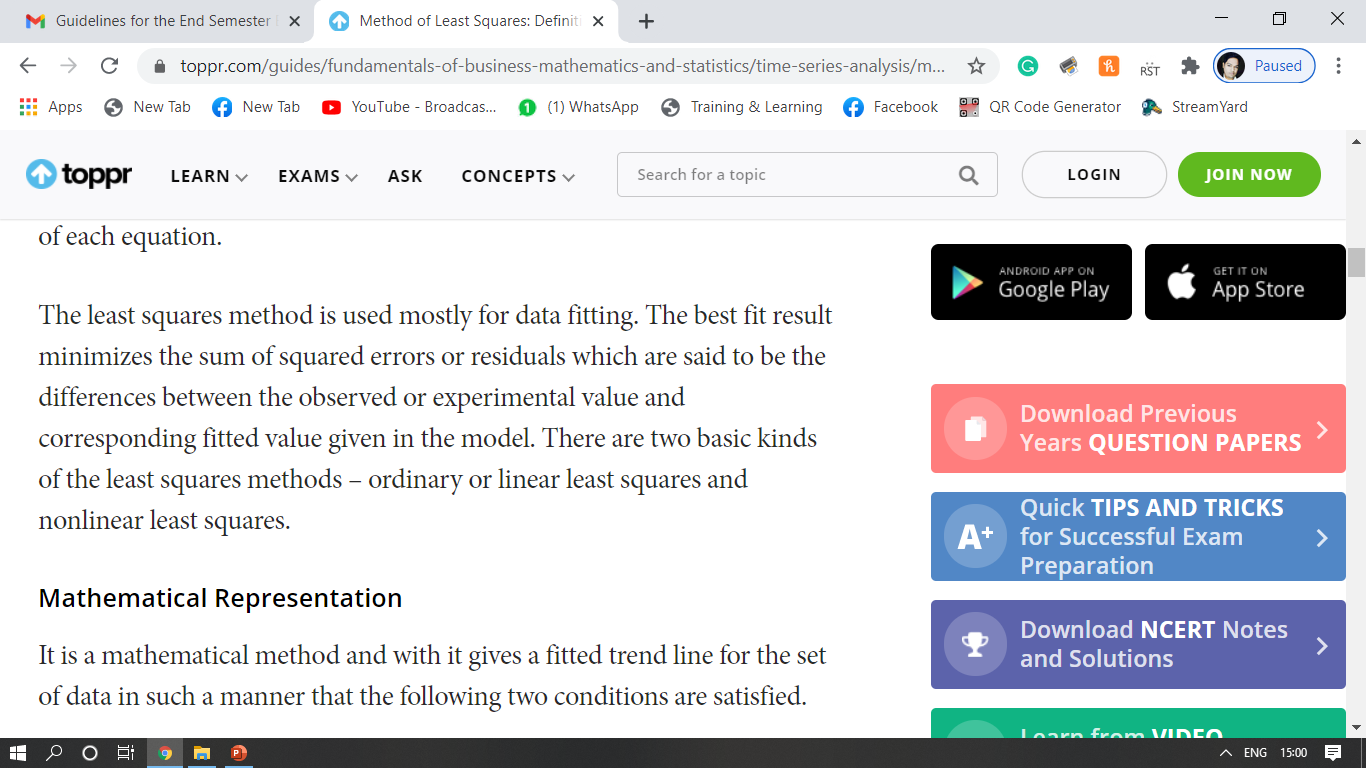 Guidelines for the End Semester
Method of Least Squares: Definiti
toppr.com/guides/fundamentals-of-business-mathematics-and-statistics/time-series-analysis/m...
RST
Paused
Apps
New Tab
New Tab
YouTube - Broadcas...
(1) WhatsApp
Training & Learning
Facebook
QR Code Generator
StreamYard
toppr
LEARN
EXAMS
ASK
CONCEPTS
Search for a topic
LOGIN
JOIN NOW
of each equation.
The least squares method is used mostly for data fitting. The best fit result
minimizes the sum of squared errors or residuals which are said to be the
differences between the observed or experimental value and
corresponding fitted value given in the model. There are two basic kinds
of the least squares methods – ordinary or linear least squares and
nonlinear least squares.
Mathematical Representation
It is a mathematical method and with it gives a fitted trend line for the set
of data in such a manner that the following two conditions are satisfied.
ANDROID APP ON
Google Play
GET IT ON
App Store
Download Previous
Years QUESTION PAPERS
A+
Quick TIPS AND TRICKS
for Successful Exam
Preparation
Download NCERT Notes
and Solutions
Learn from VIDEO
ENG
15:00